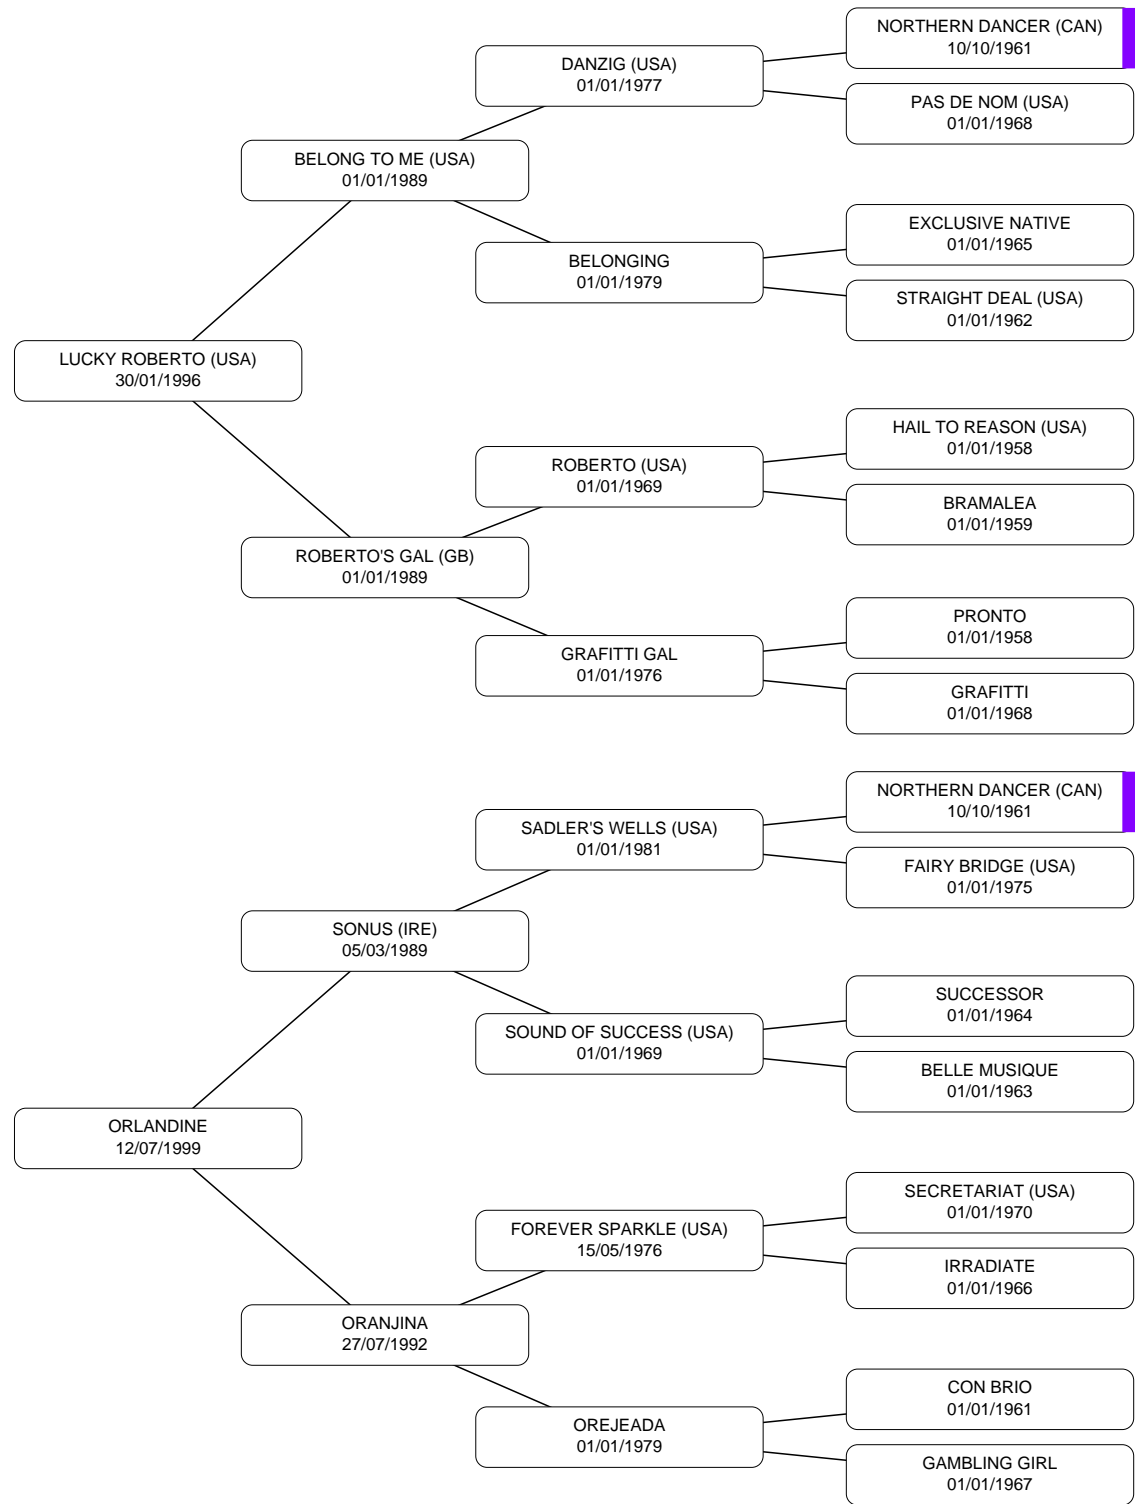 NORTHERN DANCER (CAN)
10/10/1961
DANZIG (USA)
01/01/1977
PAS DE NOM (USA)
01/01/1968
BELONG TO ME (USA)
01/01/1989
EXCLUSIVE NATIVE
01/01/1965
BELONGING
01/01/1979
STRAIGHT DEAL (USA)
01/01/1962
LUCKY ROBERTO (USA)
30/01/1996
HAIL TO REASON (USA)
01/01/1958
ROBERTO (USA)
01/01/1969
BRAMALEA
01/01/1959
ROBERTO'S GAL (GB)
01/01/1989
PRONTO
01/01/1958
GRAFITTI GAL
01/01/1976
GRAFITTI
01/01/1968
NORTHERN DANCER (CAN)
10/10/1961
SADLER'S WELLS (USA)
01/01/1981
FAIRY BRIDGE (USA)
01/01/1975
SONUS (IRE)
05/03/1989
SUCCESSOR
01/01/1964
SOUND OF SUCCESS (USA)
01/01/1969
BELLE MUSIQUE
01/01/1963
ORLANDINE
12/07/1999
SECRETARIAT (USA)
01/01/1970
FOREVER SPARKLE (USA)
15/05/1976
IRRADIATE
01/01/1966
ORANJINA
27/07/1992
CON BRIO
01/01/1961
OREJEADA
01/01/1979
GAMBLING GIRL
01/01/1967